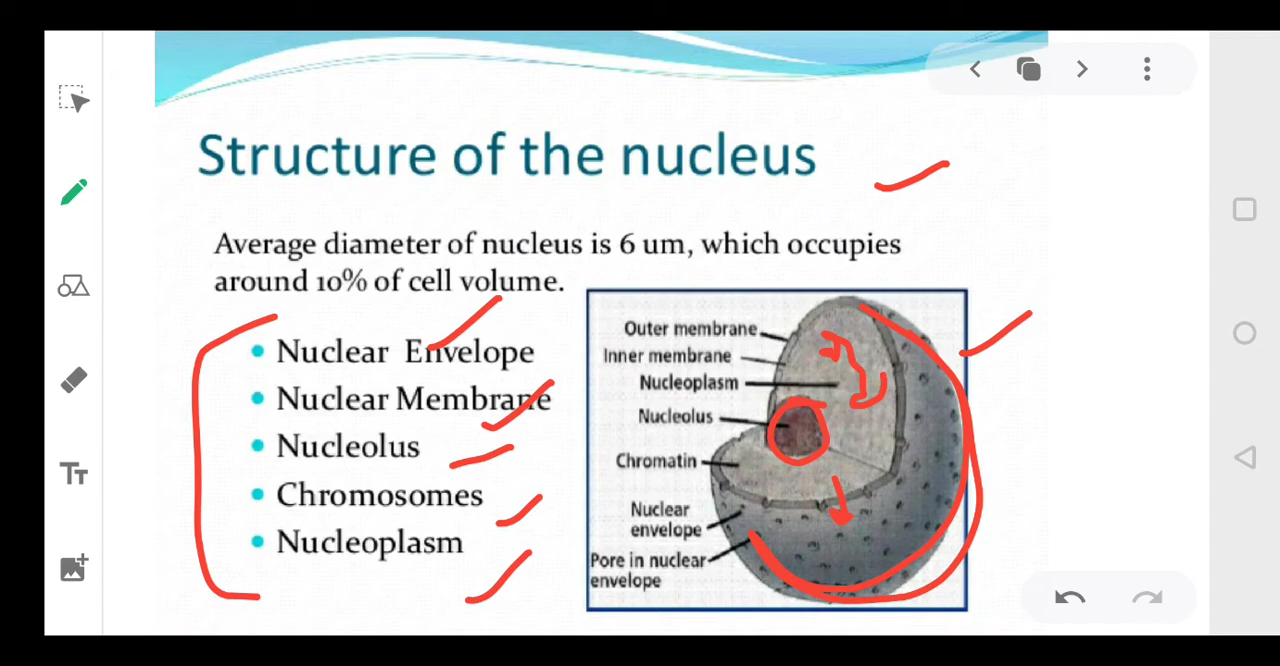 Structure of the nucleus
Average diameter of nucleus is 6 um, which occupies
around 10% of cell volume.
Nuclear Envelope
Nuclear Membrane
Nucleolus
Chromosomes
Nucleoplasm
Outer membrane
Inner membrane
Nucleoplasm
Nucleolus
Chromatin
Nuclear
envelope
Pore in nuclear
envelope
TT